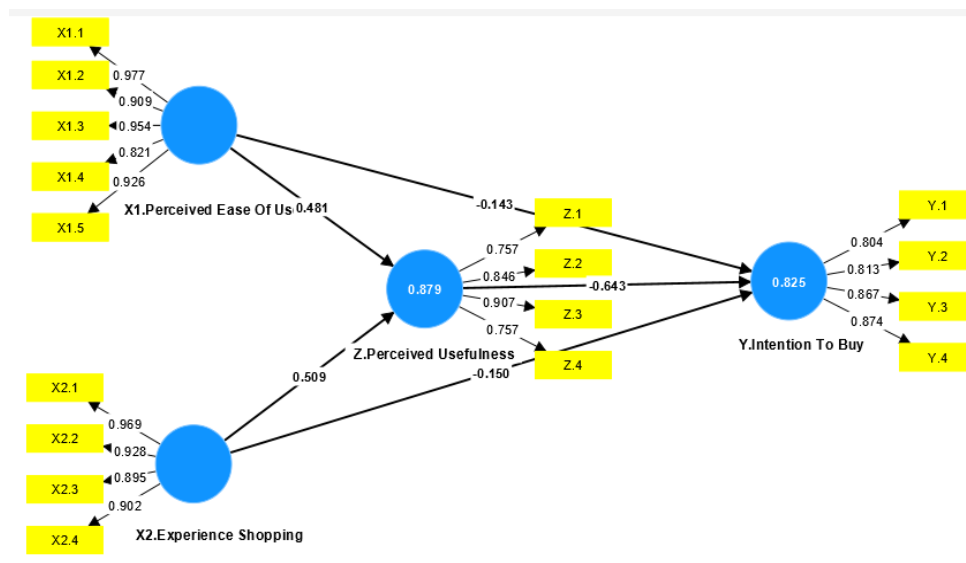 X1.1
X1.2
X1.3
X1.4
X1.5
0.977
0.909
0.954
0.821
0.926
X1.Perceived Ease Of Us
0.481
-0.143
Z.1
Z.2
Z.3
Z.4
0.757
0.846
0.907
0.757
0.879
-0.643
Z.Perceived Usefulness
0.509
-0.150
Y.1
Y.2
Y.3
Y.4
0.804
0.813
0.867
0.874
0.825
Y.Intention To Buy
X2.1
X2.2
X2.3
X2.4
0.969
0.928
0.895
0.902
X2.Experience Shopping